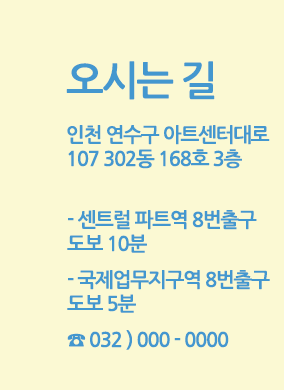 오시는 길
인천 연수구 아트센터대로
107 302동 168호 3층
- 센트럴 파트역 8번출구
도보 10분
- 국제업무지구역 8번출구
도보 5분
☎ 032 ) 000 - 0000